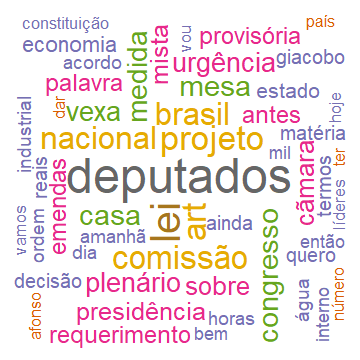 constituição
país
economia
vou
provisória
acordo
mista
urgência
giacobo
palavra
medida
mesa
estado
dar
vexa
brasil
antes
matéria
hoje
industrial
nacional
projeto
mil
câmara
ter
termos
líderes
deputados
reais
emendas
ordem
vamos
casa
lei
art
ainda
amanhã
dia
comissão
congresso
então
quero
decisão
plenário
sobre
água
interno
número
afonso
presidência
horas
requerimento
bem